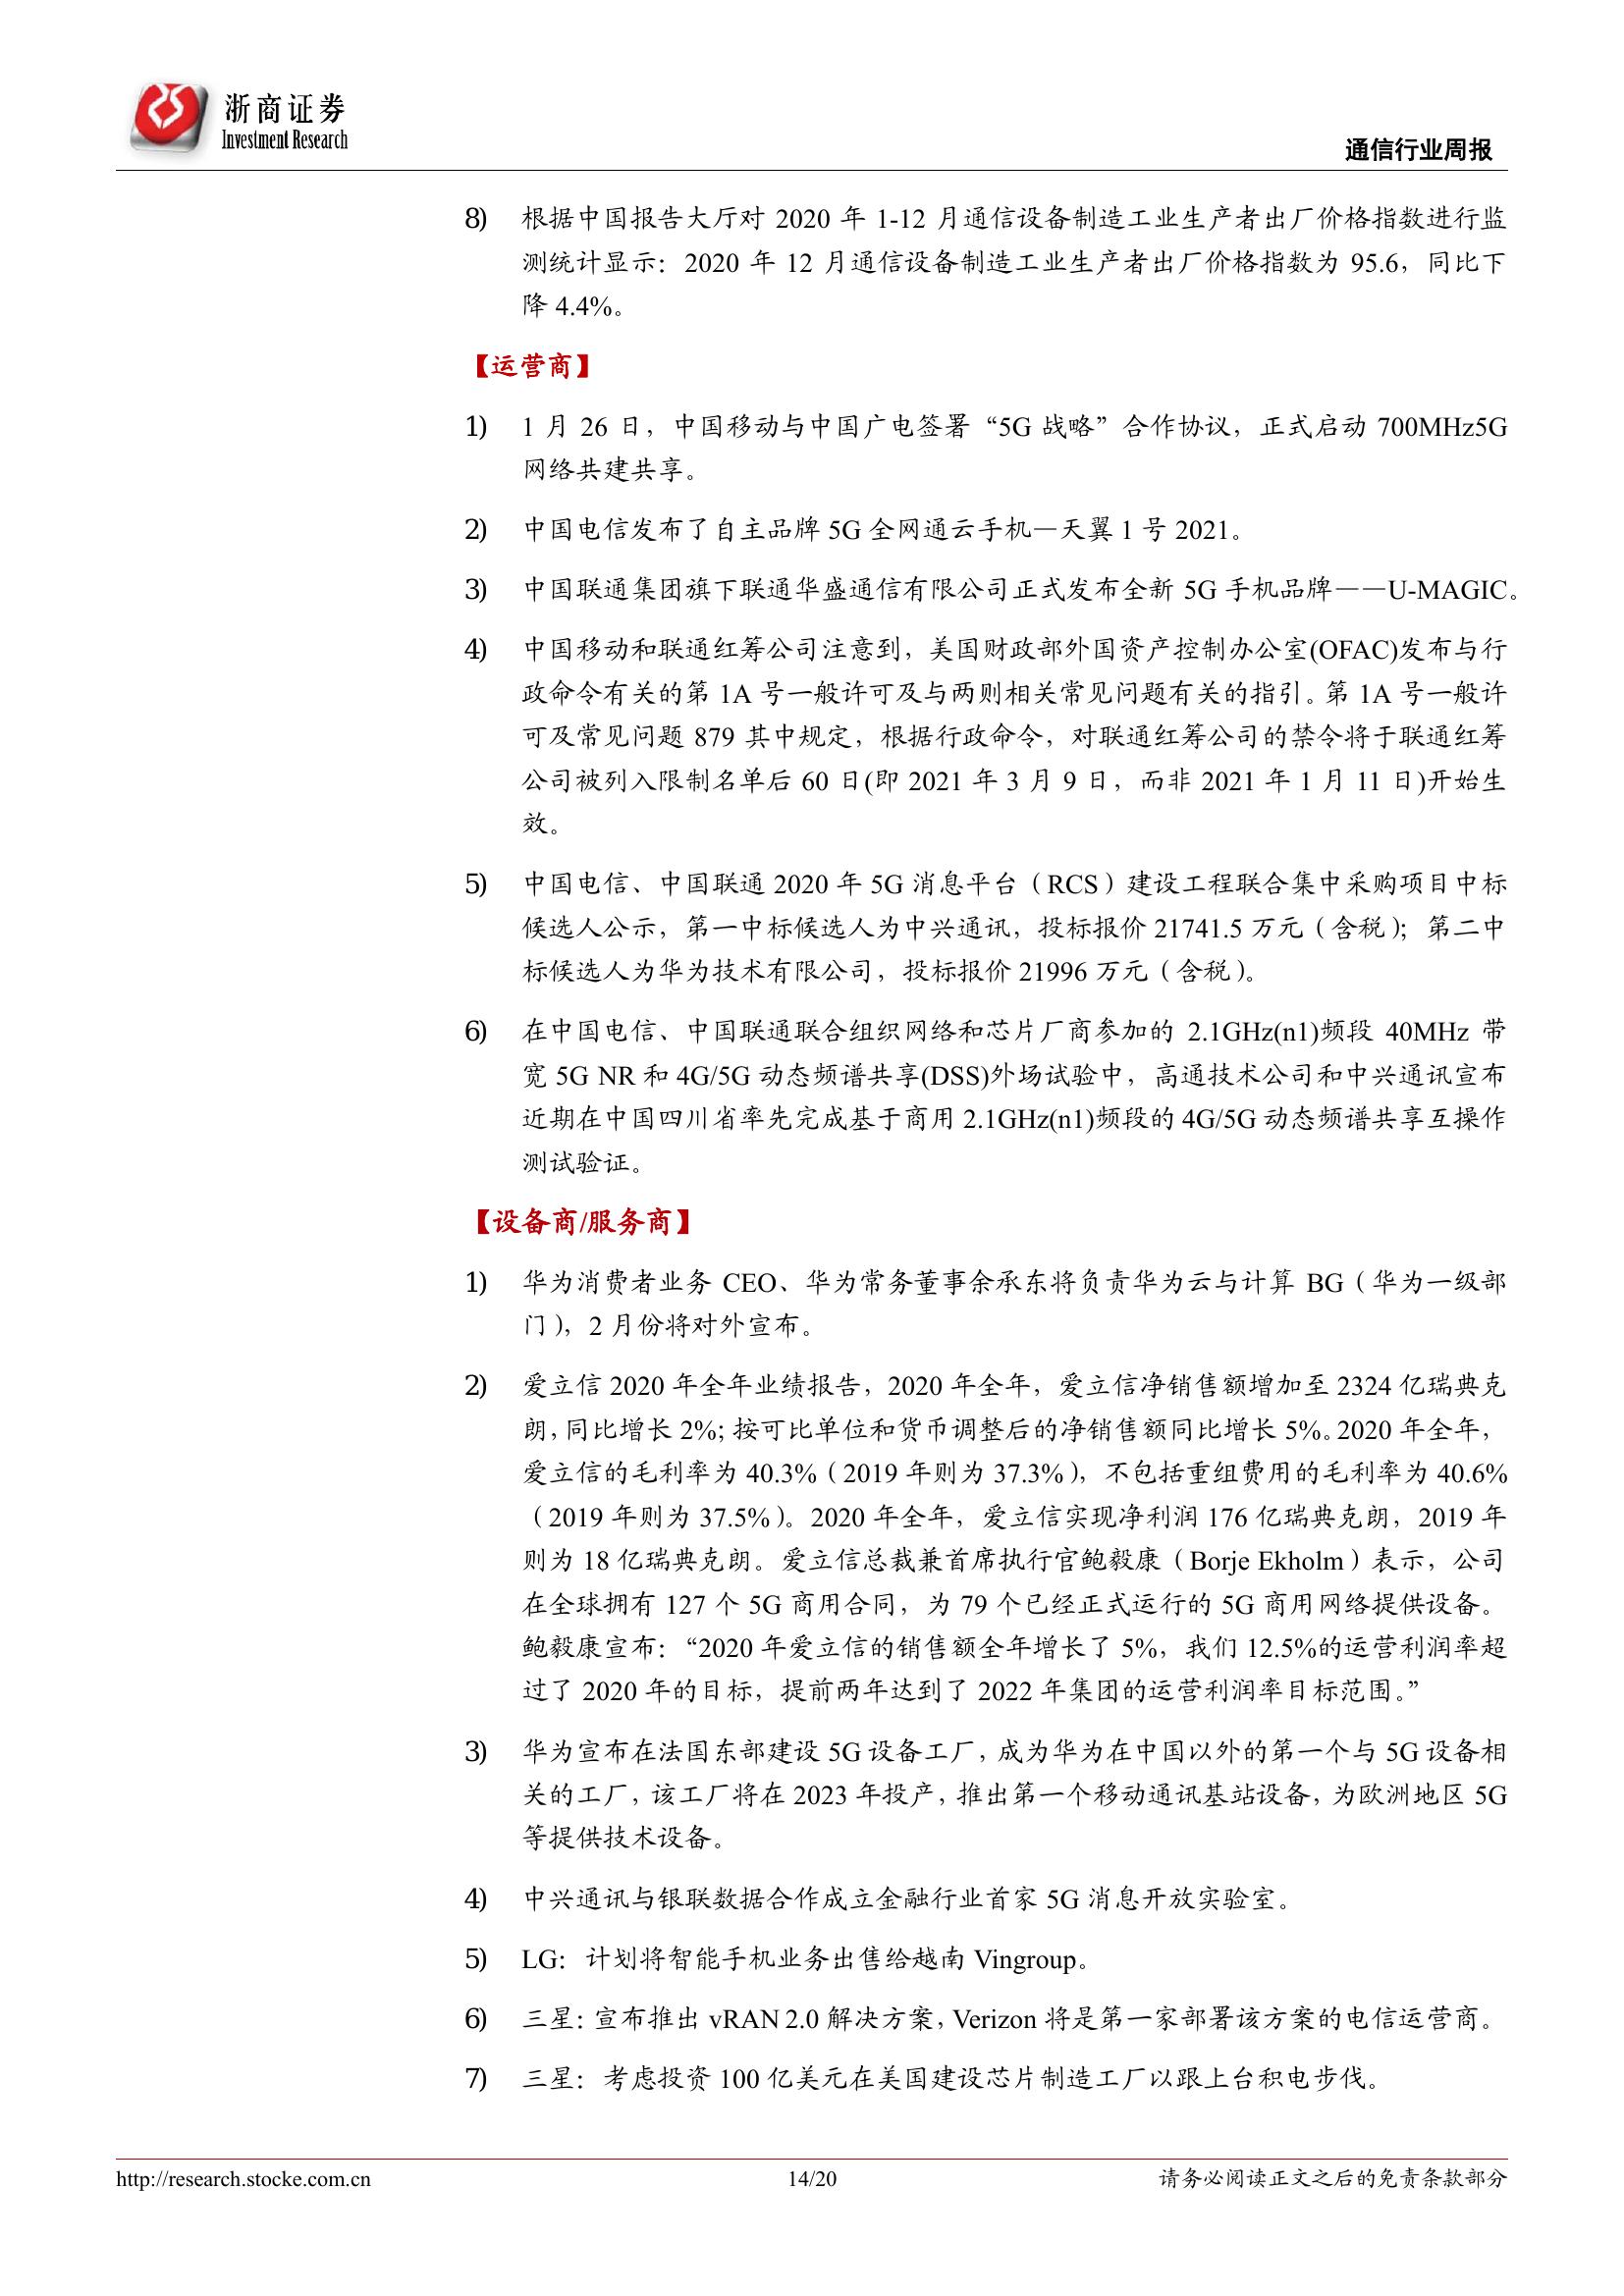 浙商证券
Investment Research
通信行业周报
8) 根据中国报告大厅对 2020 年 1-12 月通信设备制造工业生产者出厂价格指数进行监
测统计显示：2020 年 12 月通信设备制造工业生产者出厂价格指数为 95.6，同比下
降 4.4%。
【运营商】
1) 1 月 26 日，中国移动与中国广电签署“5G 战略”合作协议，正式启动 700MHz5G
网络共建共享。
2) 中国电信发布了自主品牌 5G 全网通云手机—天翼 1 号 2021。
3) 中国联通集团旗下联通华盛通信有限公司正式发布全新 5G 手机品牌——U-MAGIC。
4) 中国移动和联通红筹公司注意到，美国财政部外国资产控制办公室(OFAC)发布与行
政命令有关的第 1A 号一般许可及与两则相关常见问题有关的指引。第 1A 号一般许
可及常见问题 879 其中规定，根据行政命令，对联通红筹公司的禁令将于联通红筹
公司被列入限制名单后 60 日(即 2021 年 3 月 9 日，而非 2021 年 1 月 11 日)开始生
效。
5) 中国电信、中国联通 2020 年 5G 消息平台（RCS）建设工程联合集中采购项目中标
候选人公示，第一中标候选人为中兴通讯，投标报价 21741.5 万元（含税）；第二中
标候选人为华为技术有限公司，投标报价 21996 万元（含税）。
6) 在中国电信、中国联通联合组织网络和芯片厂商参加的 2.1GHz(n1)频段 40MHz 带
宽 5G NR 和 4G/5G 动态频谱共享(DSS)外场试验中，高通技术公司和中兴通讯宣布
近期在中国四川省率先完成基于商用 2.1GHz(n1)频段的 4G/5G 动态频谱共享互操作
测试验证。
【设备商/服务商】
1) 华为消费者业务 CEO、华为常务董事余承东将负责华为云与计算 BG（华为一级部
门），2 月份将对外宣布。
2) 爱立信 2020 年全年业绩报告，2020 年全年，爱立信净销售额增加至 2324 亿瑞典克
朗，同比增长 2%；按可比单位和货币调整后的净销售额同比增长 5%。2020 年全年，
爱立信的毛利率为 40.3%（2019 年则为 37.3%），不包括重组费用的毛利率为 40.6%
（2019 年则为 37.5%）。2020 年全年，爱立信实现净利润 176 亿瑞典克朗，2019 年
则为 18 亿瑞典克朗。爱立信总裁兼首席执行官鲍毅康（Borje Ekholm）表示，公司
在全球拥有 127 个 5G 商用合同，为 79 个已经正式运行的 5G 商用网络提供设备。
鲍毅康宣布：“2020 年爱立信的销售额全年增长了 5%，我们 12.5%的运营利润率超
过了 2020 年的目标，提前两年达到了 2022 年集团的运营利润率目标范围。”
3) 华为宣布在法国东部建设 5G 设备工厂，成为华为在中国以外的第一个与 5G 设备相
关的工厂，该工厂将在 2023 年投产，推出第一个移动通讯基站设备，为欧洲地区 5G
等提供技术设备。
4) 中兴通讯与银联数据合作成立金融行业首家 5G 消息开放实验室。
5) LG：计划将智能手机业务出售给越南 Vingroup。
6) 三星：宣布推出 vRAN 2.0 解决方案，Verizon 将是第一家部署该方案的电信运营商。
7) 三星：考虑投资 100 亿美元在美国建设芯片制造工厂以跟上台积电步伐。
http://research.stocke.com.cn
14/20
请务必阅读正文之后的免责条款部分